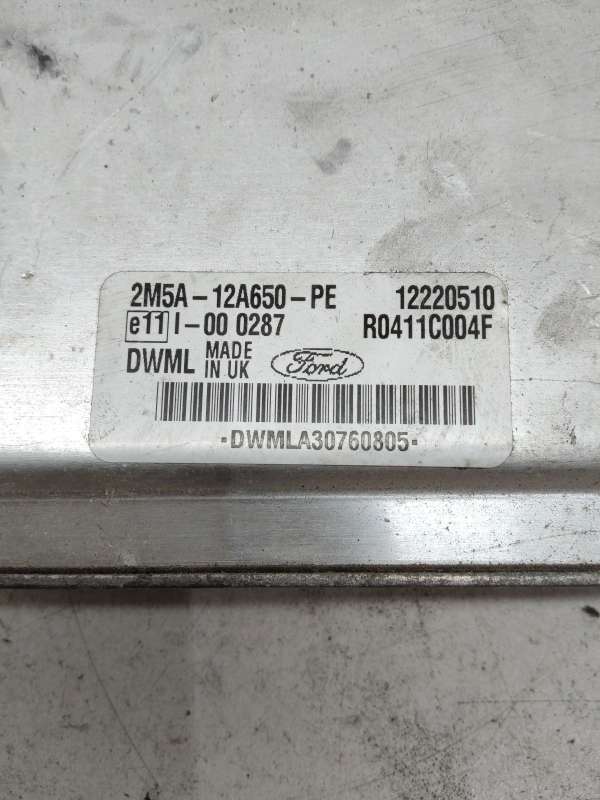 2M5A-12A650-PE 12220510
e11 I-00 0287 R0411C004F
DWML MADE IN UK Ford
-DWMLA30760805-